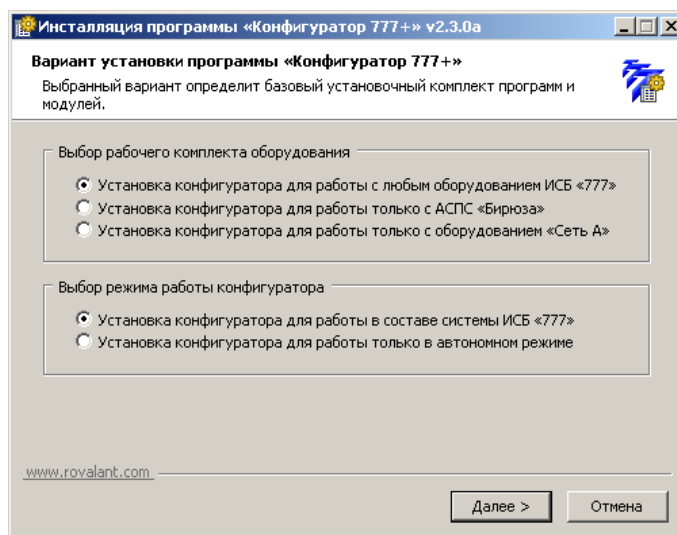 Инсталляция программы «Конфигуратор 777+» v2.3.0a
Вариант установки программы «Конфигуратор 777+»
Выбранный вариант определит базовый установочный комплект программ и
модулей.
Выбор рабочего комплекта оборудования
Установка конфигуратора для работы с любым оборудованием ИСБ «777»
Установка конфигуратора для работы только с АСПС «Бирюза»
Установка конфигуратора для работы только с оборудованием «Сеть А»
Выбор режима работы конфигуратора
Установка конфигуратора для работы в составе системы ИСБ «777»
Установка конфигуратора для работы только в автономном режиме
www.rovalant.com
Далее >
Отмена